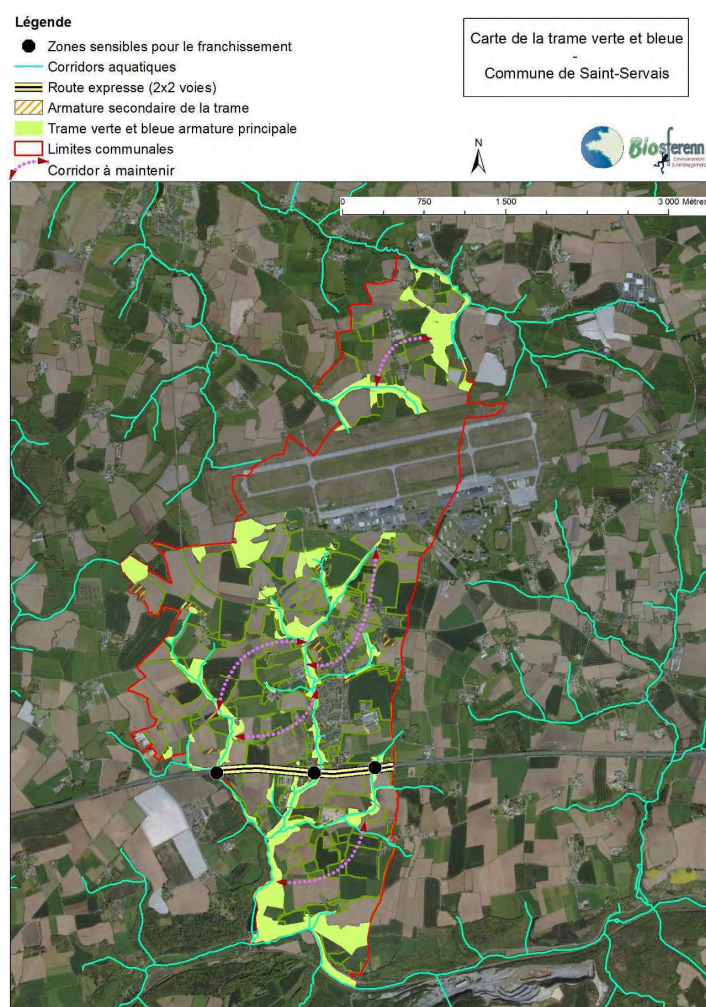 Légende
Zones sensibles pour le franchissement
Corridors aquatiques
Route expresse (2x2 voies)
Armature secondaire de la trame
Trame verte et bleue armature principale
Limites communales
Corridor à maintenir
Carte de la trame verte et bleue
-
Commune de Saint-Servais
N
Biosferenn
Environnement
& Aménagement
0 750 1 500 3 000 Mètres